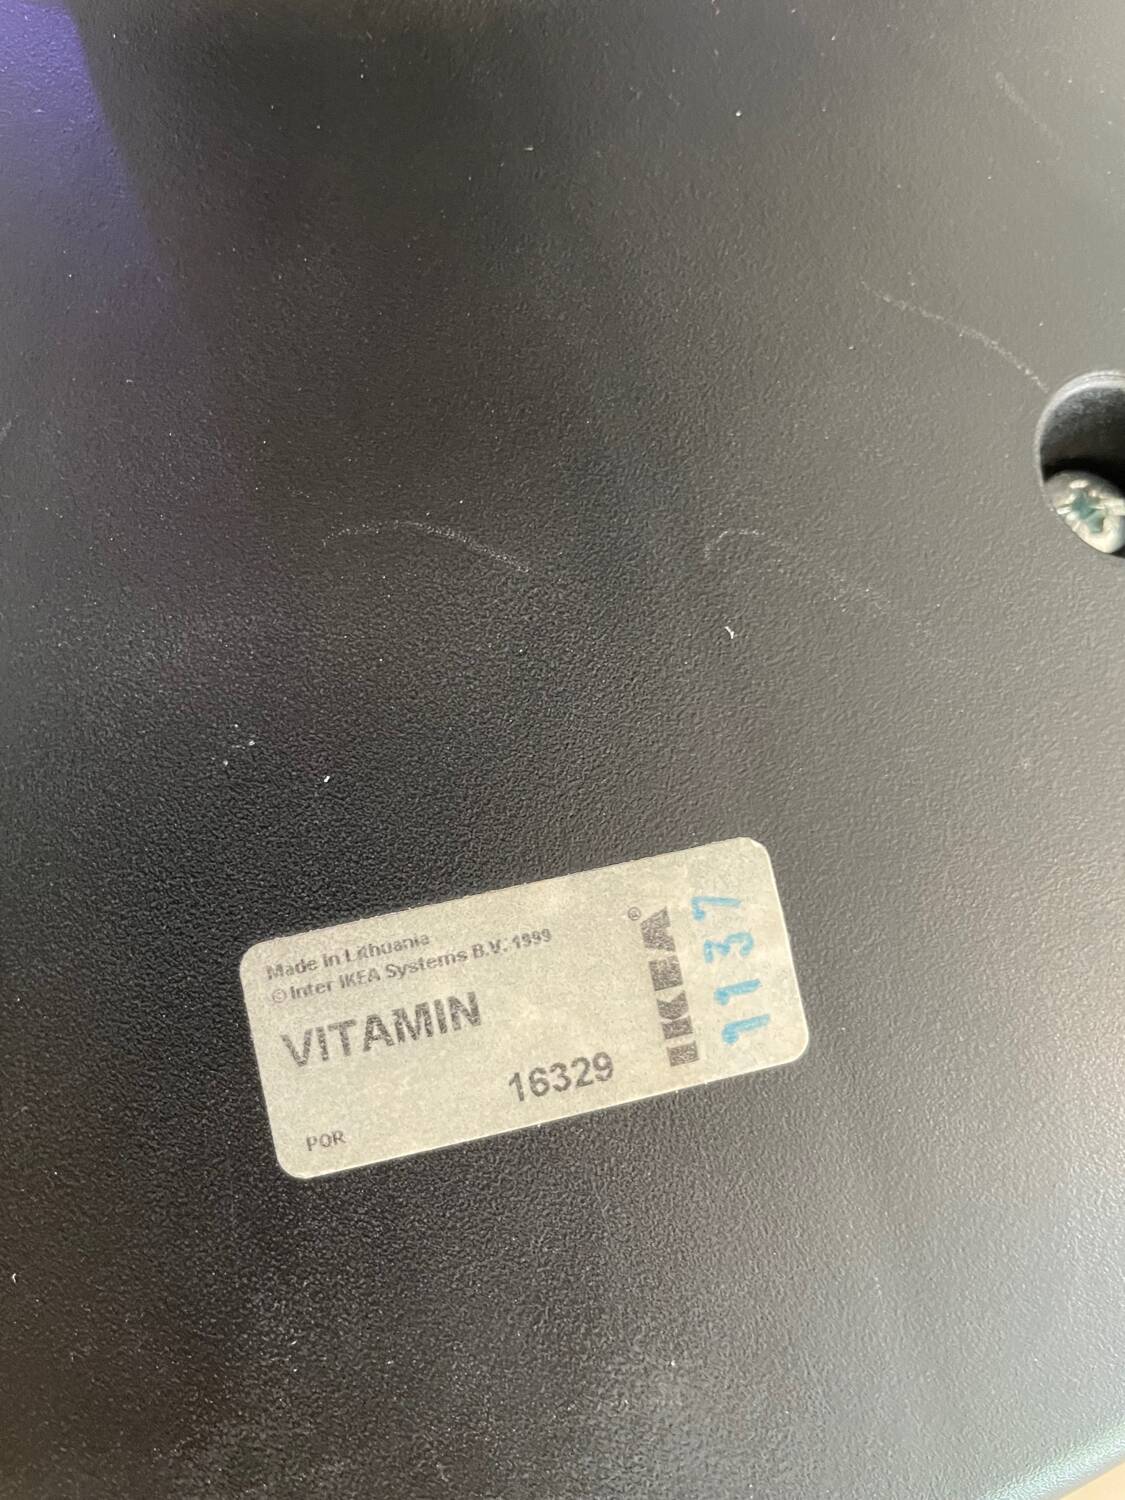 Made in Lithuania
© Inter IKEA Systems B.V. 1999
VITAMIN
16329
POR
IKEA®
1137